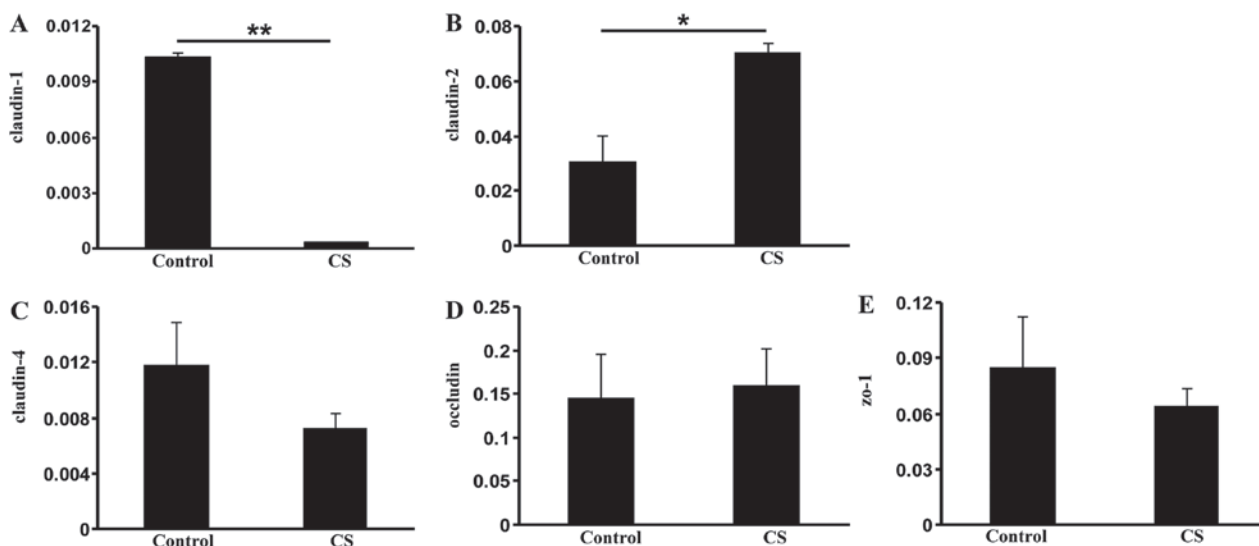 A
claudin-1
0.012
0.009
0.006
0.003
0
**
Control CS
B
claudin-2
0.08
0.06
0.04
0.02
0
*
Control CS
C
claudin-4
0.016
0.012
0.008
0.004
0
Control CS
D
occludin
0.25
0.2
0.15
0.1
0.05
0
Control CS
E
zo-1
0.12
0.09
0.06
0.03
0
Control CS